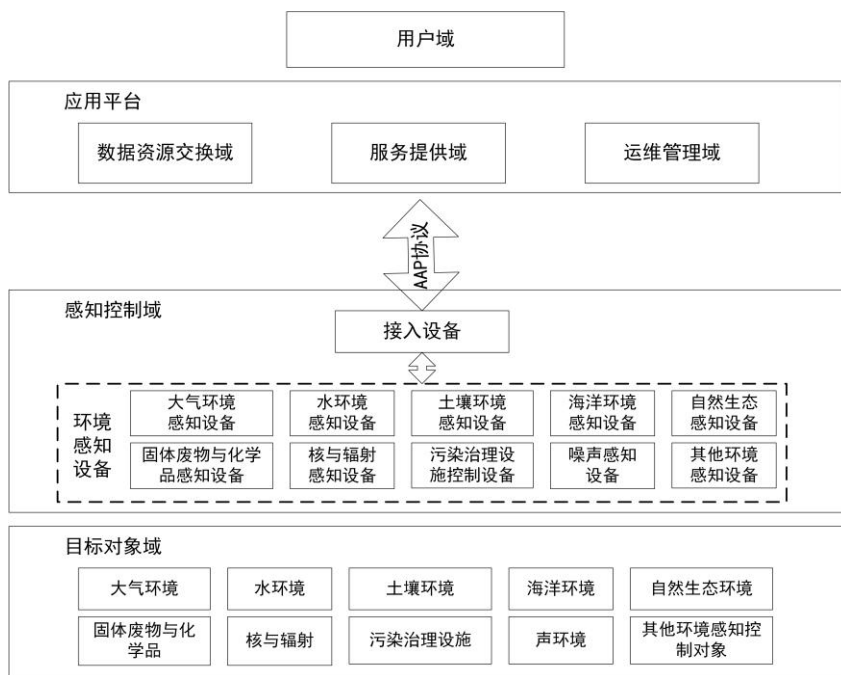 用户域
应用平台
数据资源交换域
服务提供域
运维管理域
AAP协议
感知控制域
接入设备
环境
感知
设备
大气环境
感知设备
水环境
感知设备
土壤环境
感知设备
海洋环境
感知设备
自然生态
感知设备
固体废物与化学
品感知设备
核与辐射
感知设备
污染治理设
施控制设备
噪声感知
设备
其他环境
感知设备
目标对象域
大气环境
水环境
土壤环境
海洋环境
自然生态环境
固体废物与化
学品
核与辐射
污染治理设施
声环境
其他环境感知控
制对象